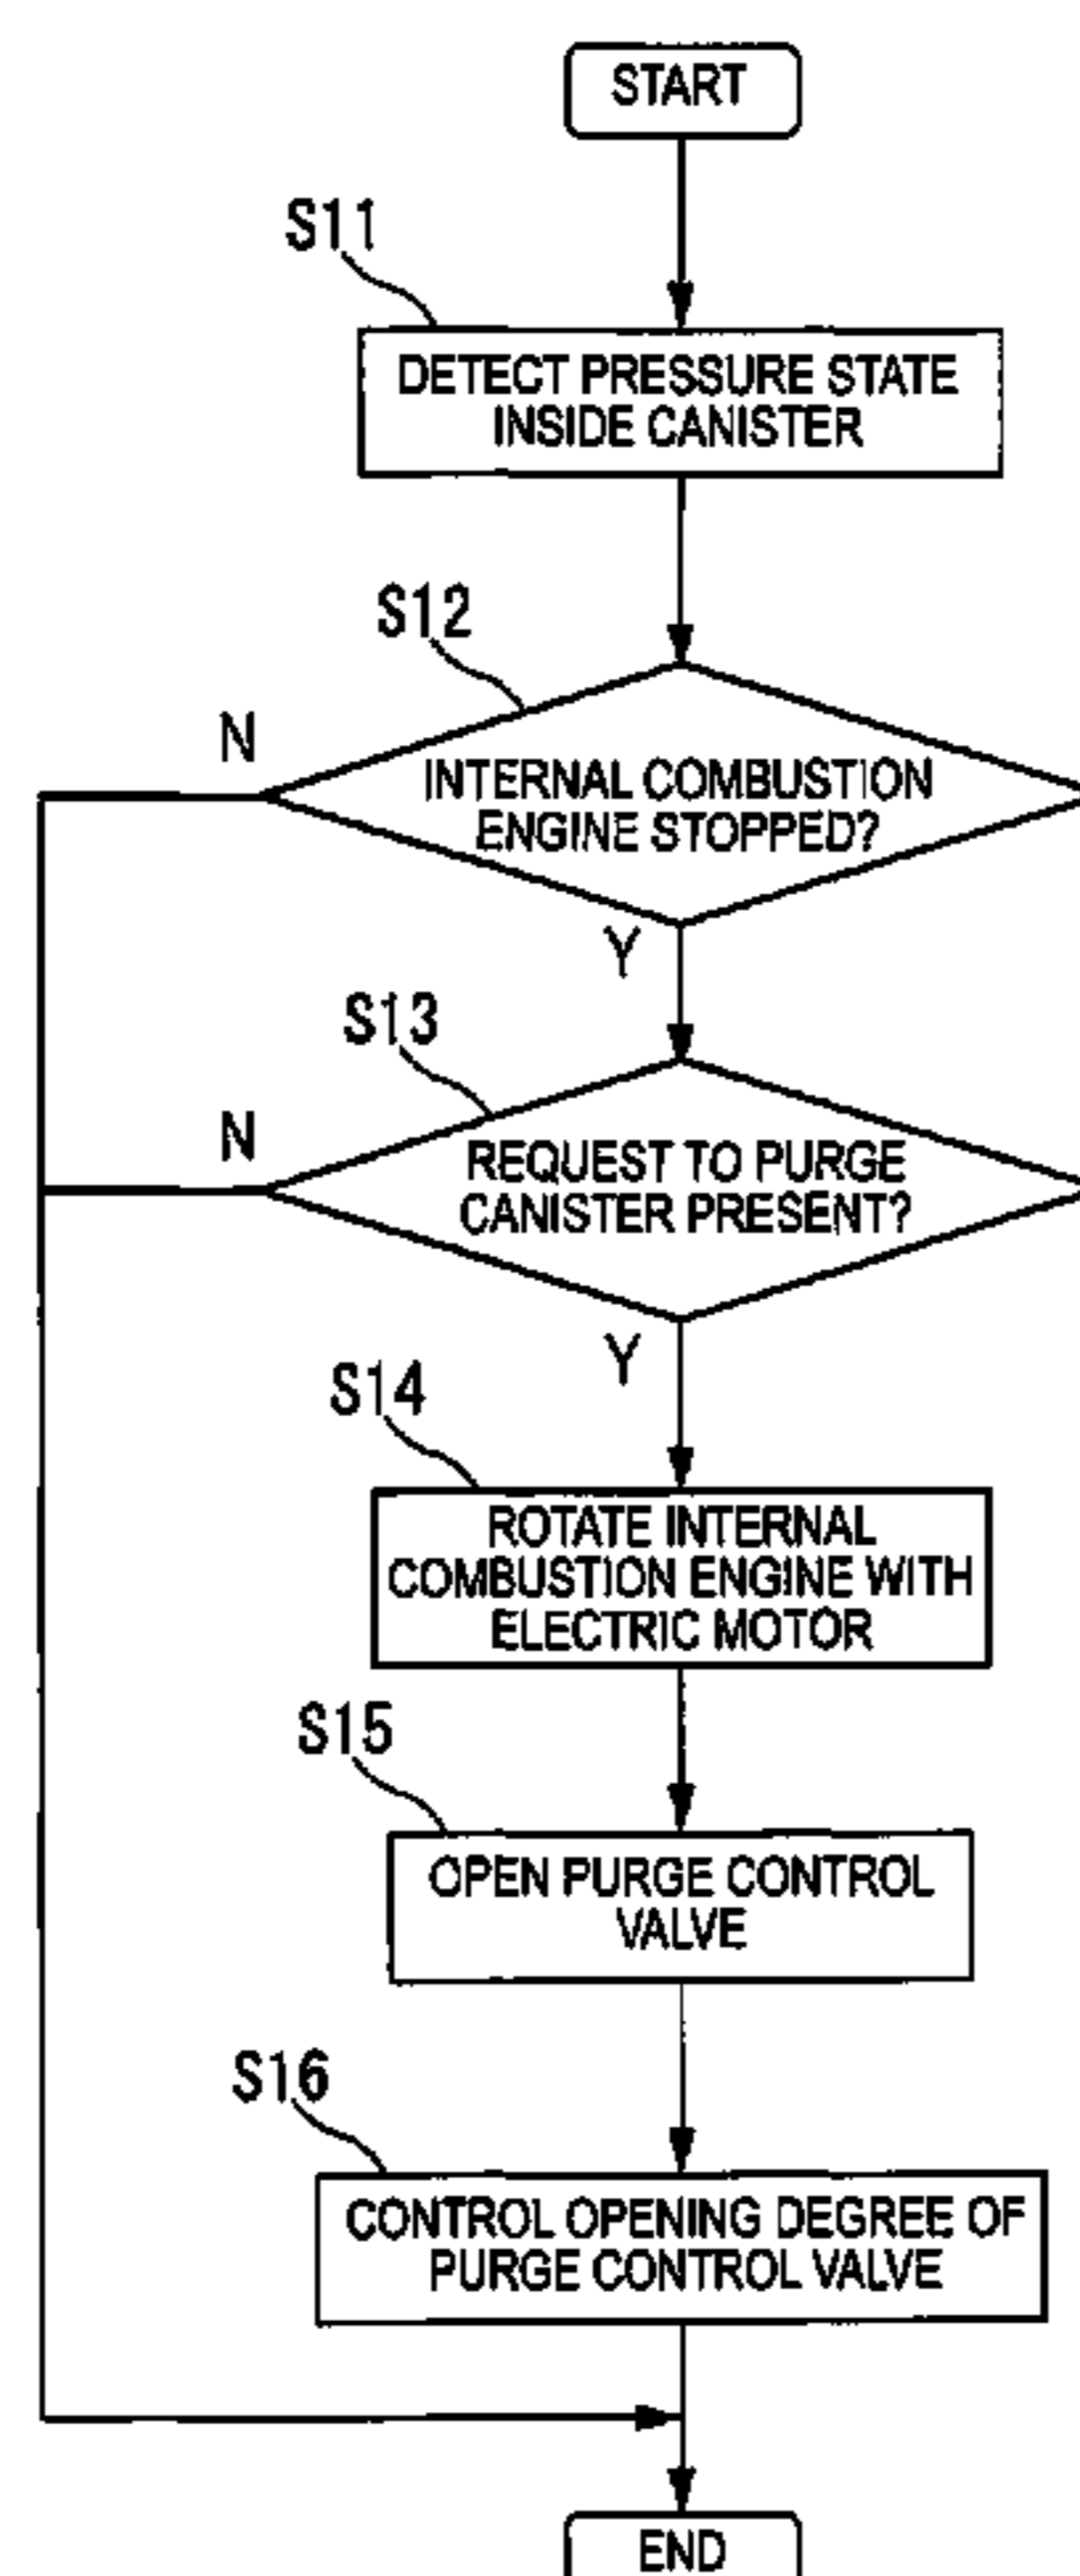 START
S11
DETECT PRESSURE STATE
INSIDE CANISTER
S12
N
INTERNAL COMBUSTION
ENGINE STOPPED?
Y
S13
N
REQUEST TO PURGE
CANISTER PRESENT?
Y
S14
ROTATE INTERNAL
COMBUSTION ENGINE WITH
ELECTRIC MOTOR
S15
OPEN PURGE CONTROL
VALVE
S16
CONTROL OPENING DEGREE OF
PURGE CONTROL VALVE
END